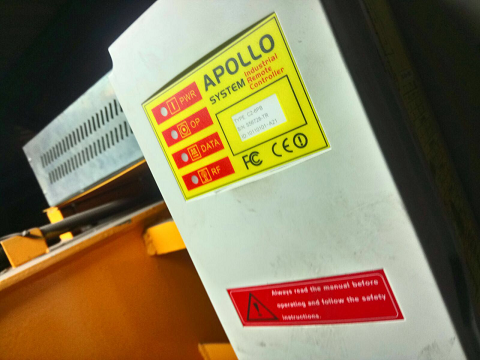 APOLLO
SYSTEM
Industrial
Remote
Controller
PWR
OP
DATA
RF
FC CE
Always read the manual before
operating and follow the safety
instructions.